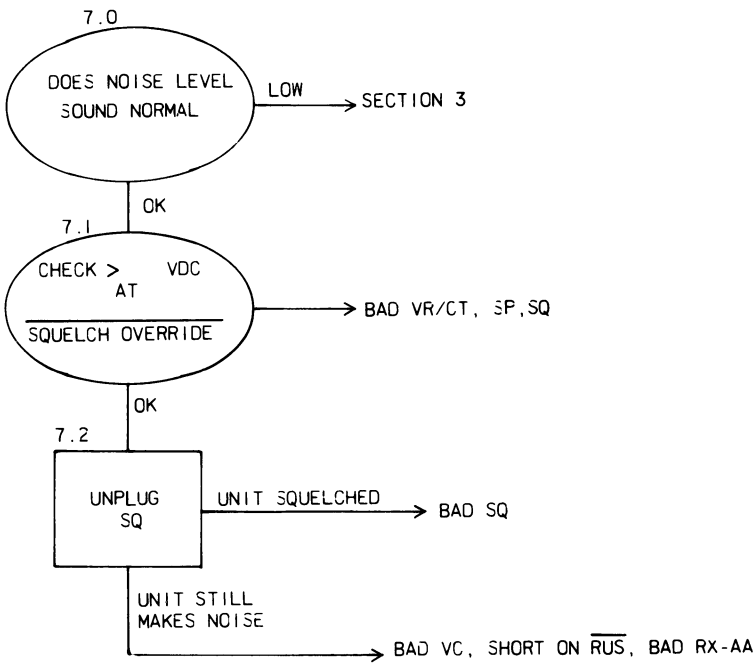 7.0
DOES NOISE LEVEL
SOUND NORMAL
LOW
SECTION 3
OK
7.1
CHECK > VDC
AT
SQUELCH OVERRIDE
BAD VR/CT, SP,SQ
OK
7.2
UNPLUG
SQ
UNIT SQUELCHED
BAD SQ
UNIT STILL
MAKES NOISE
BAD VC, SHORT ON RUS, BAD RX-AA